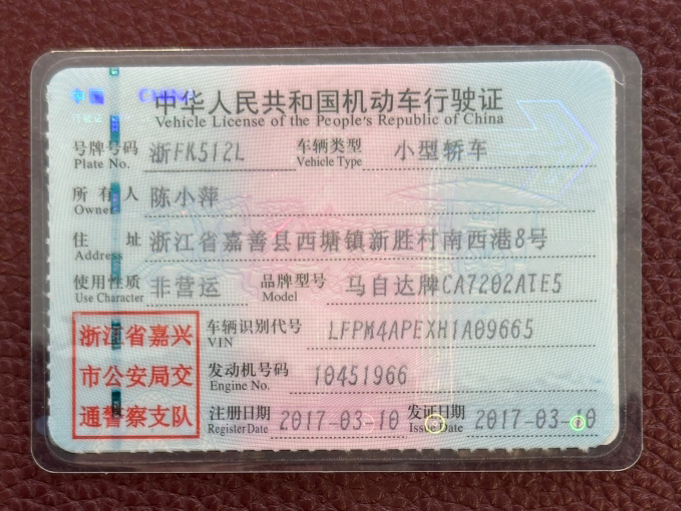 中华人民共和国机动车行驶证
Vehicle License of the People's Republic of China
号牌号码 浙FK512L 车辆类型 小型轿车
Plate No. Vehicle Type
所有人 陈小萍
Owner
住址 浙江省嘉善县西塘镇新胜村南西港8号
Address
使用性质 非营运 品牌型号 马自达牌CA7202ATE5
Use Character Model
浙江省嘉兴
市公安局交
通警察支队
车辆识别代号 LFPM4APEXH1A09665
VIN
发动机号码 10451966
Engine No.
注册日期 2017-03-10 发证日期 2017-03-10
Register Date Issue Date